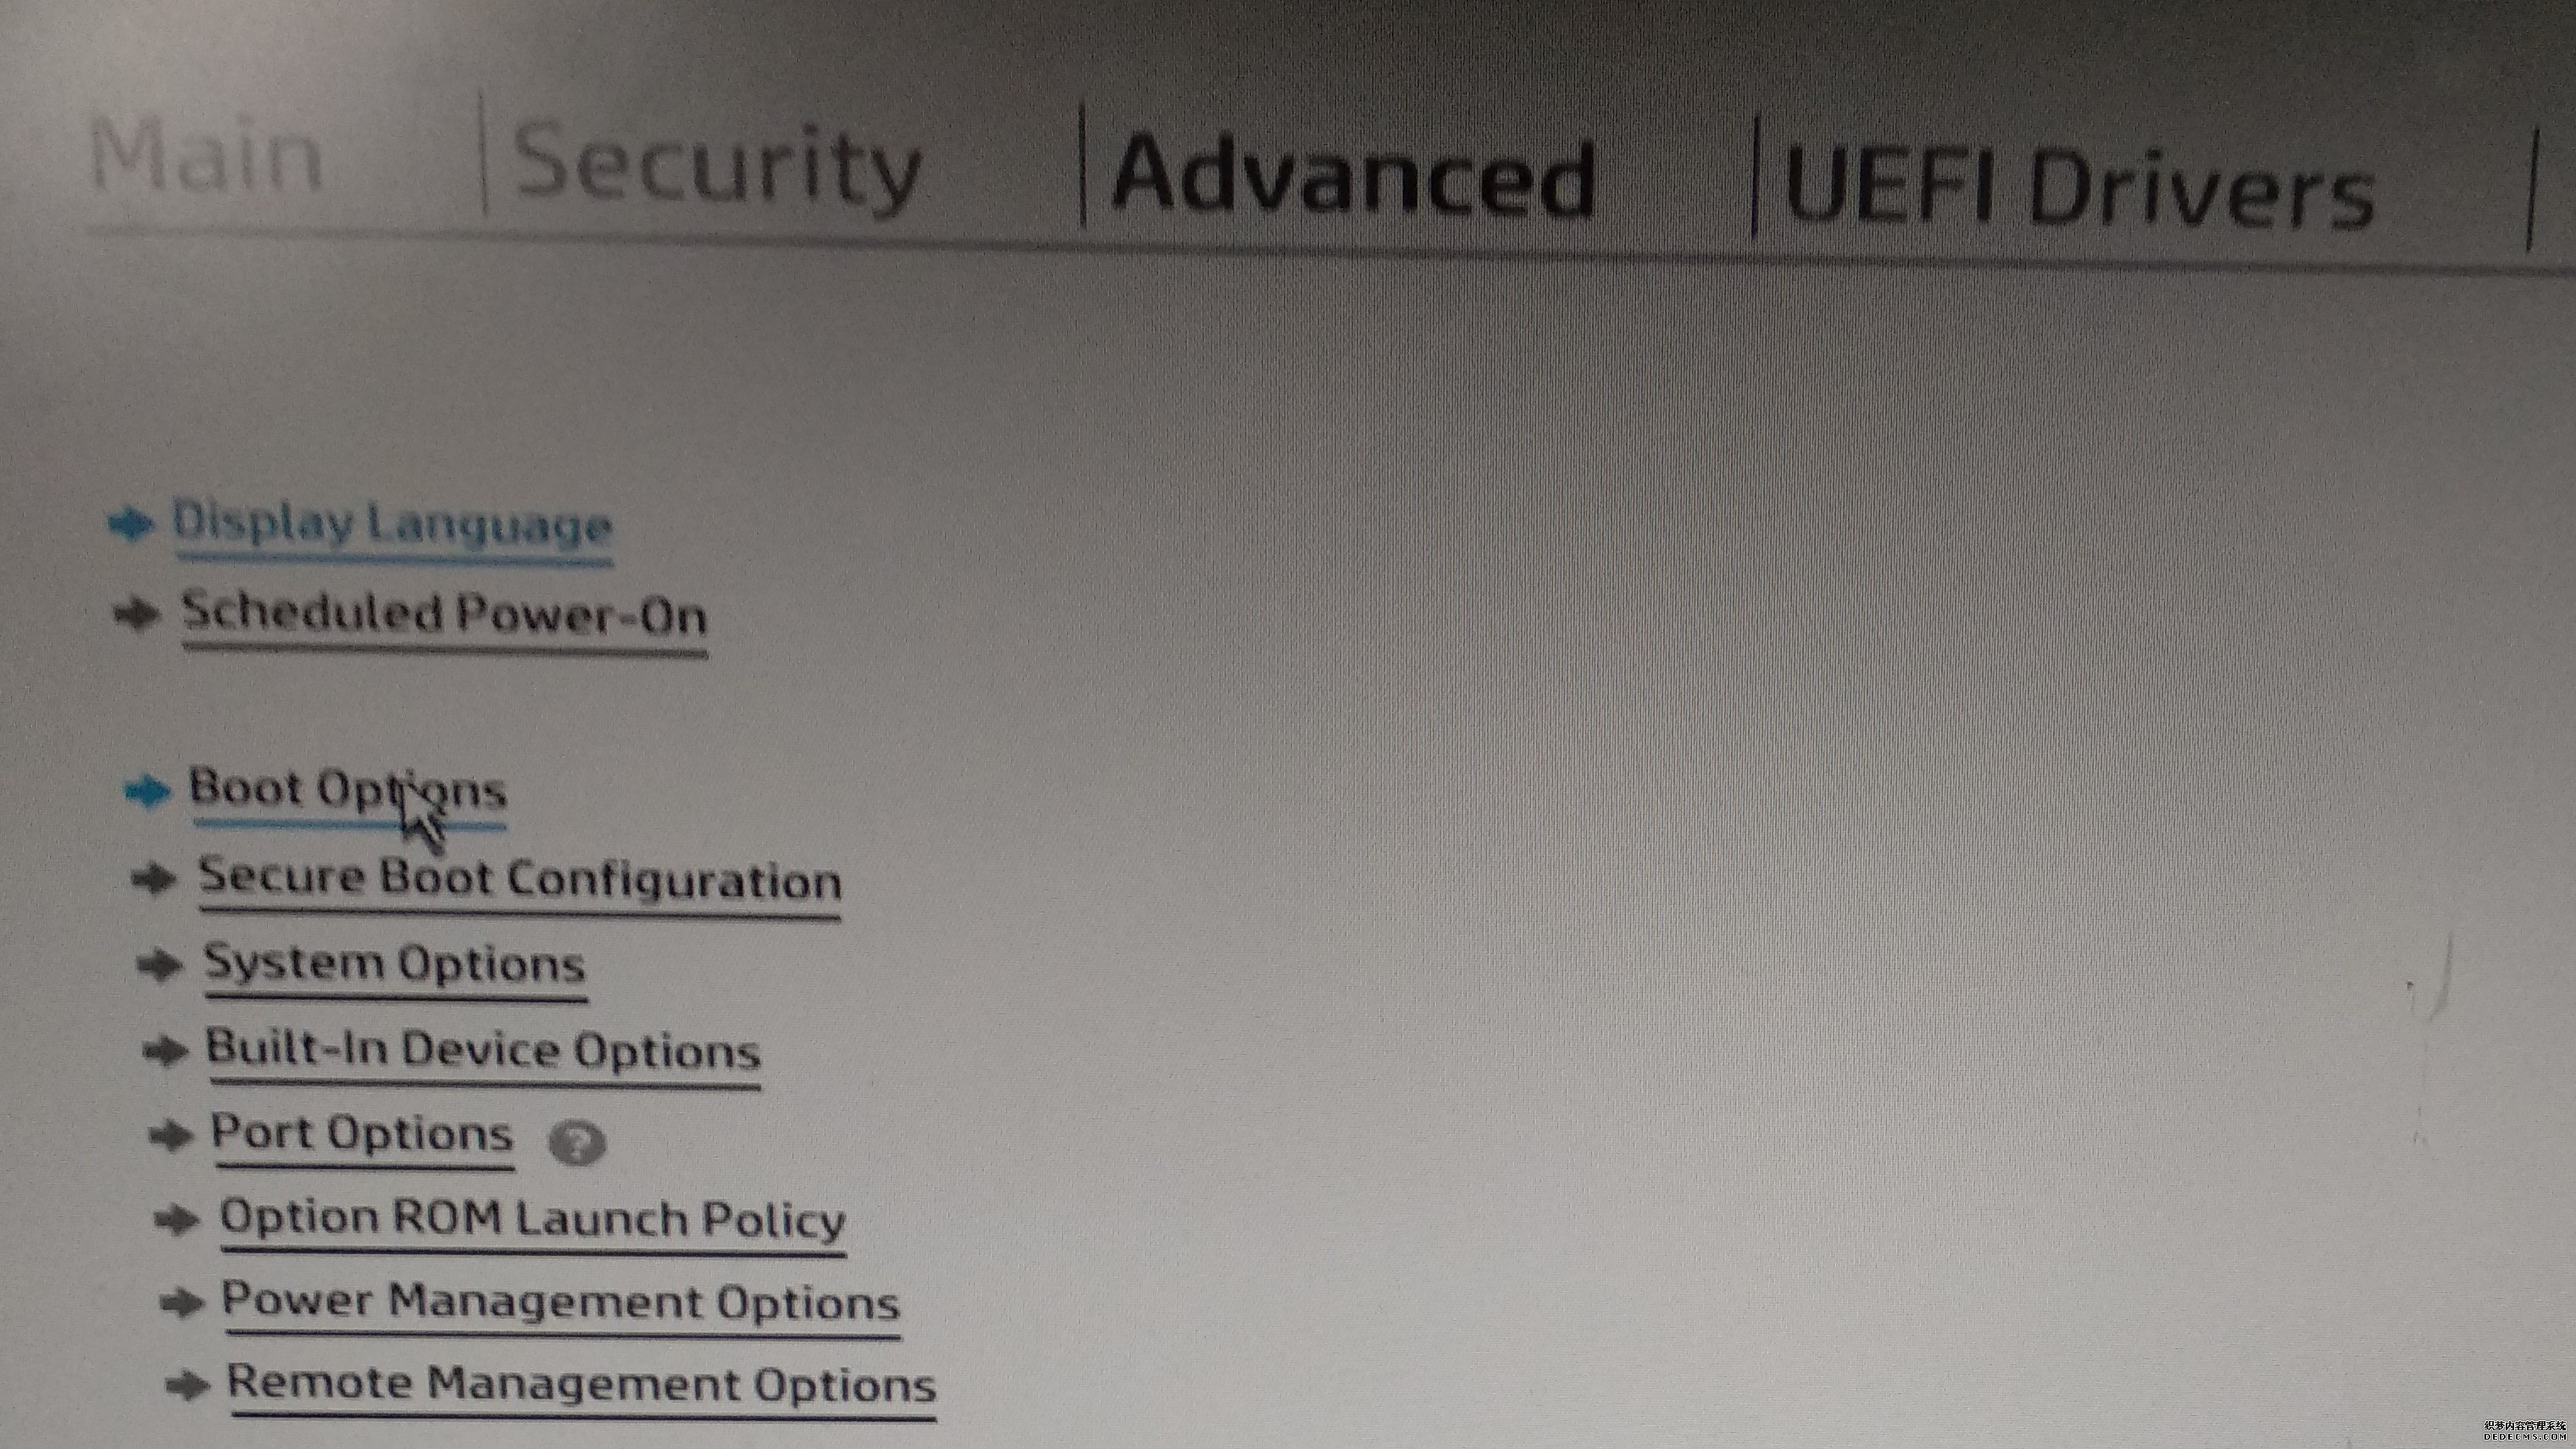 Main Security Advanced UEFI Drivers
Display Language
Scheduled Power-On
Boot Options
Secure Boot Configuration
System Options
Built-In Device Options
Port Options ?
Option ROM Launch Policy
Power Management Options
Remote Management Options
织梦内容管理系统
DEDECMS.COM